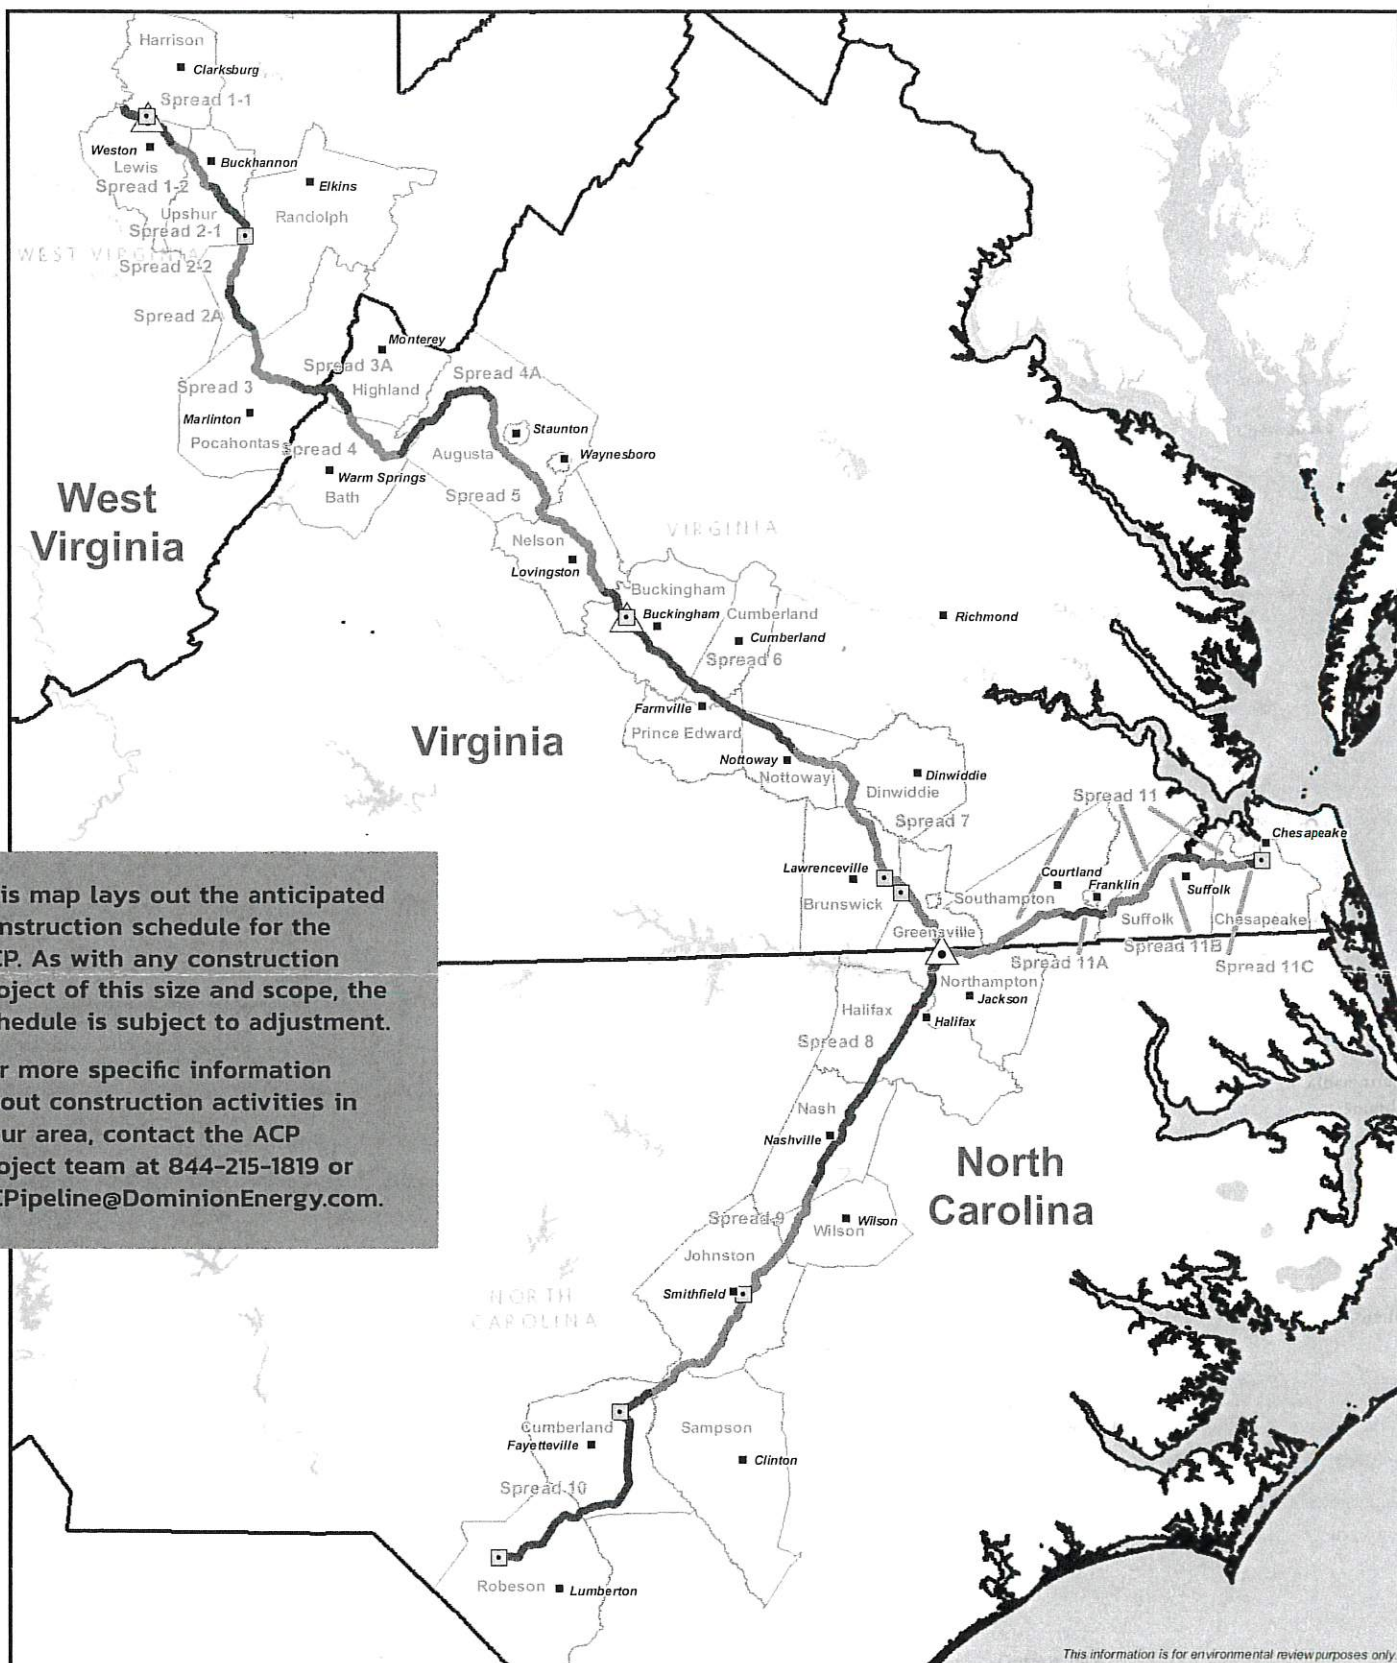 Harrison
Clarksburg
Spread 1-1
Weston
Buckhannon
Lewis
Elkins
Spread 1-2
Upshur
Randolph
Spread 2-1
WEST VIRGINIA
Spread 2-2
Spread 2A
Monterey
Spread 3A
Spread 4A
Spread 3
Highland
Marlinton
Staunton
Pocahontas
Spread 4
Augusta
Waynesboro
Warm Springs
Bath
Spread 5
West
Virginia
VIRGINIA
Nelson
Lovingston
Buckingham
Buckingham
Cumberland
Richmond
Cumberland
Spread 6
Farmville
Virginia
Prince Edward
Nottoway
Nottoway
Dinwiddie
Dinwiddie
Spread 11
Spread 7
Chesapeake
Lawrenceville
Courtland
Franklin
Suffolk
Brunswick
Southampton
Suffolk
Chesapeake
Greensville
Spread 11B
Spread 11A
Spread 11C
Northampton
Jackson
Halifax
Halifax
Spread 8
is map lays out the anticipated
nstruction schedule for the
CP. As with any construction
oject of this size and scope, the
hedule is subject to adjustment.
r more specific information
out construction activities in
ur area, contact the ACP
oject team at 844-215-1819 or
CPipeline@DominionEnergy.com.
Nash
Nashville
North
Carolina
Spread 9
Wilson
Wilson
Johnston
Smithfield
NORTH
CAROLINA
Cumberland
Sampson
Fayetteville
Clinton
Spread 10
Robeson
Lumberton
This information is for environmental review purposes only.